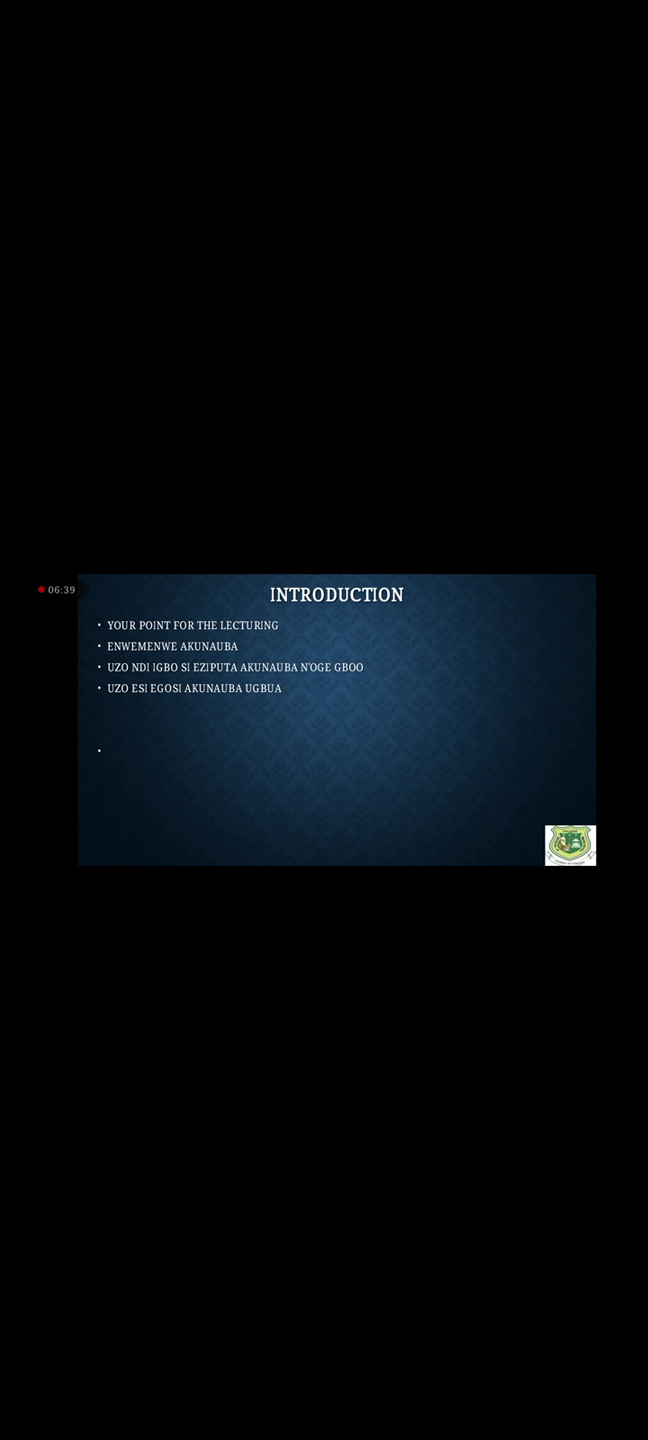 06:39
INTRODUCTION
• YOUR POINT FOR THE LECTURING
• ENWEMENWE AKUNAUBA
• UZO NDI IGBO SI EZIPUTA AKUNAUBA N'OGE GBOO
• UZO ESI EGOSI AKUNAUBA UGBUA
•